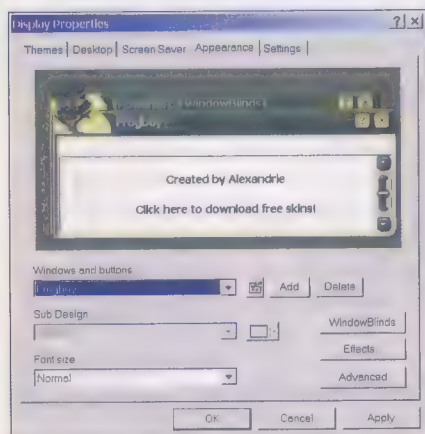 Display Properties
Themes Desktop Screen Saver Appearance Settings
WindowBlinds
Created by Alexandrie
Click here to download free skins!
Windows and buttons
Add Delete
Sub Design
WindowBlinds
Effects...
Font size
Normal
Advanced
OK Cancel Apply